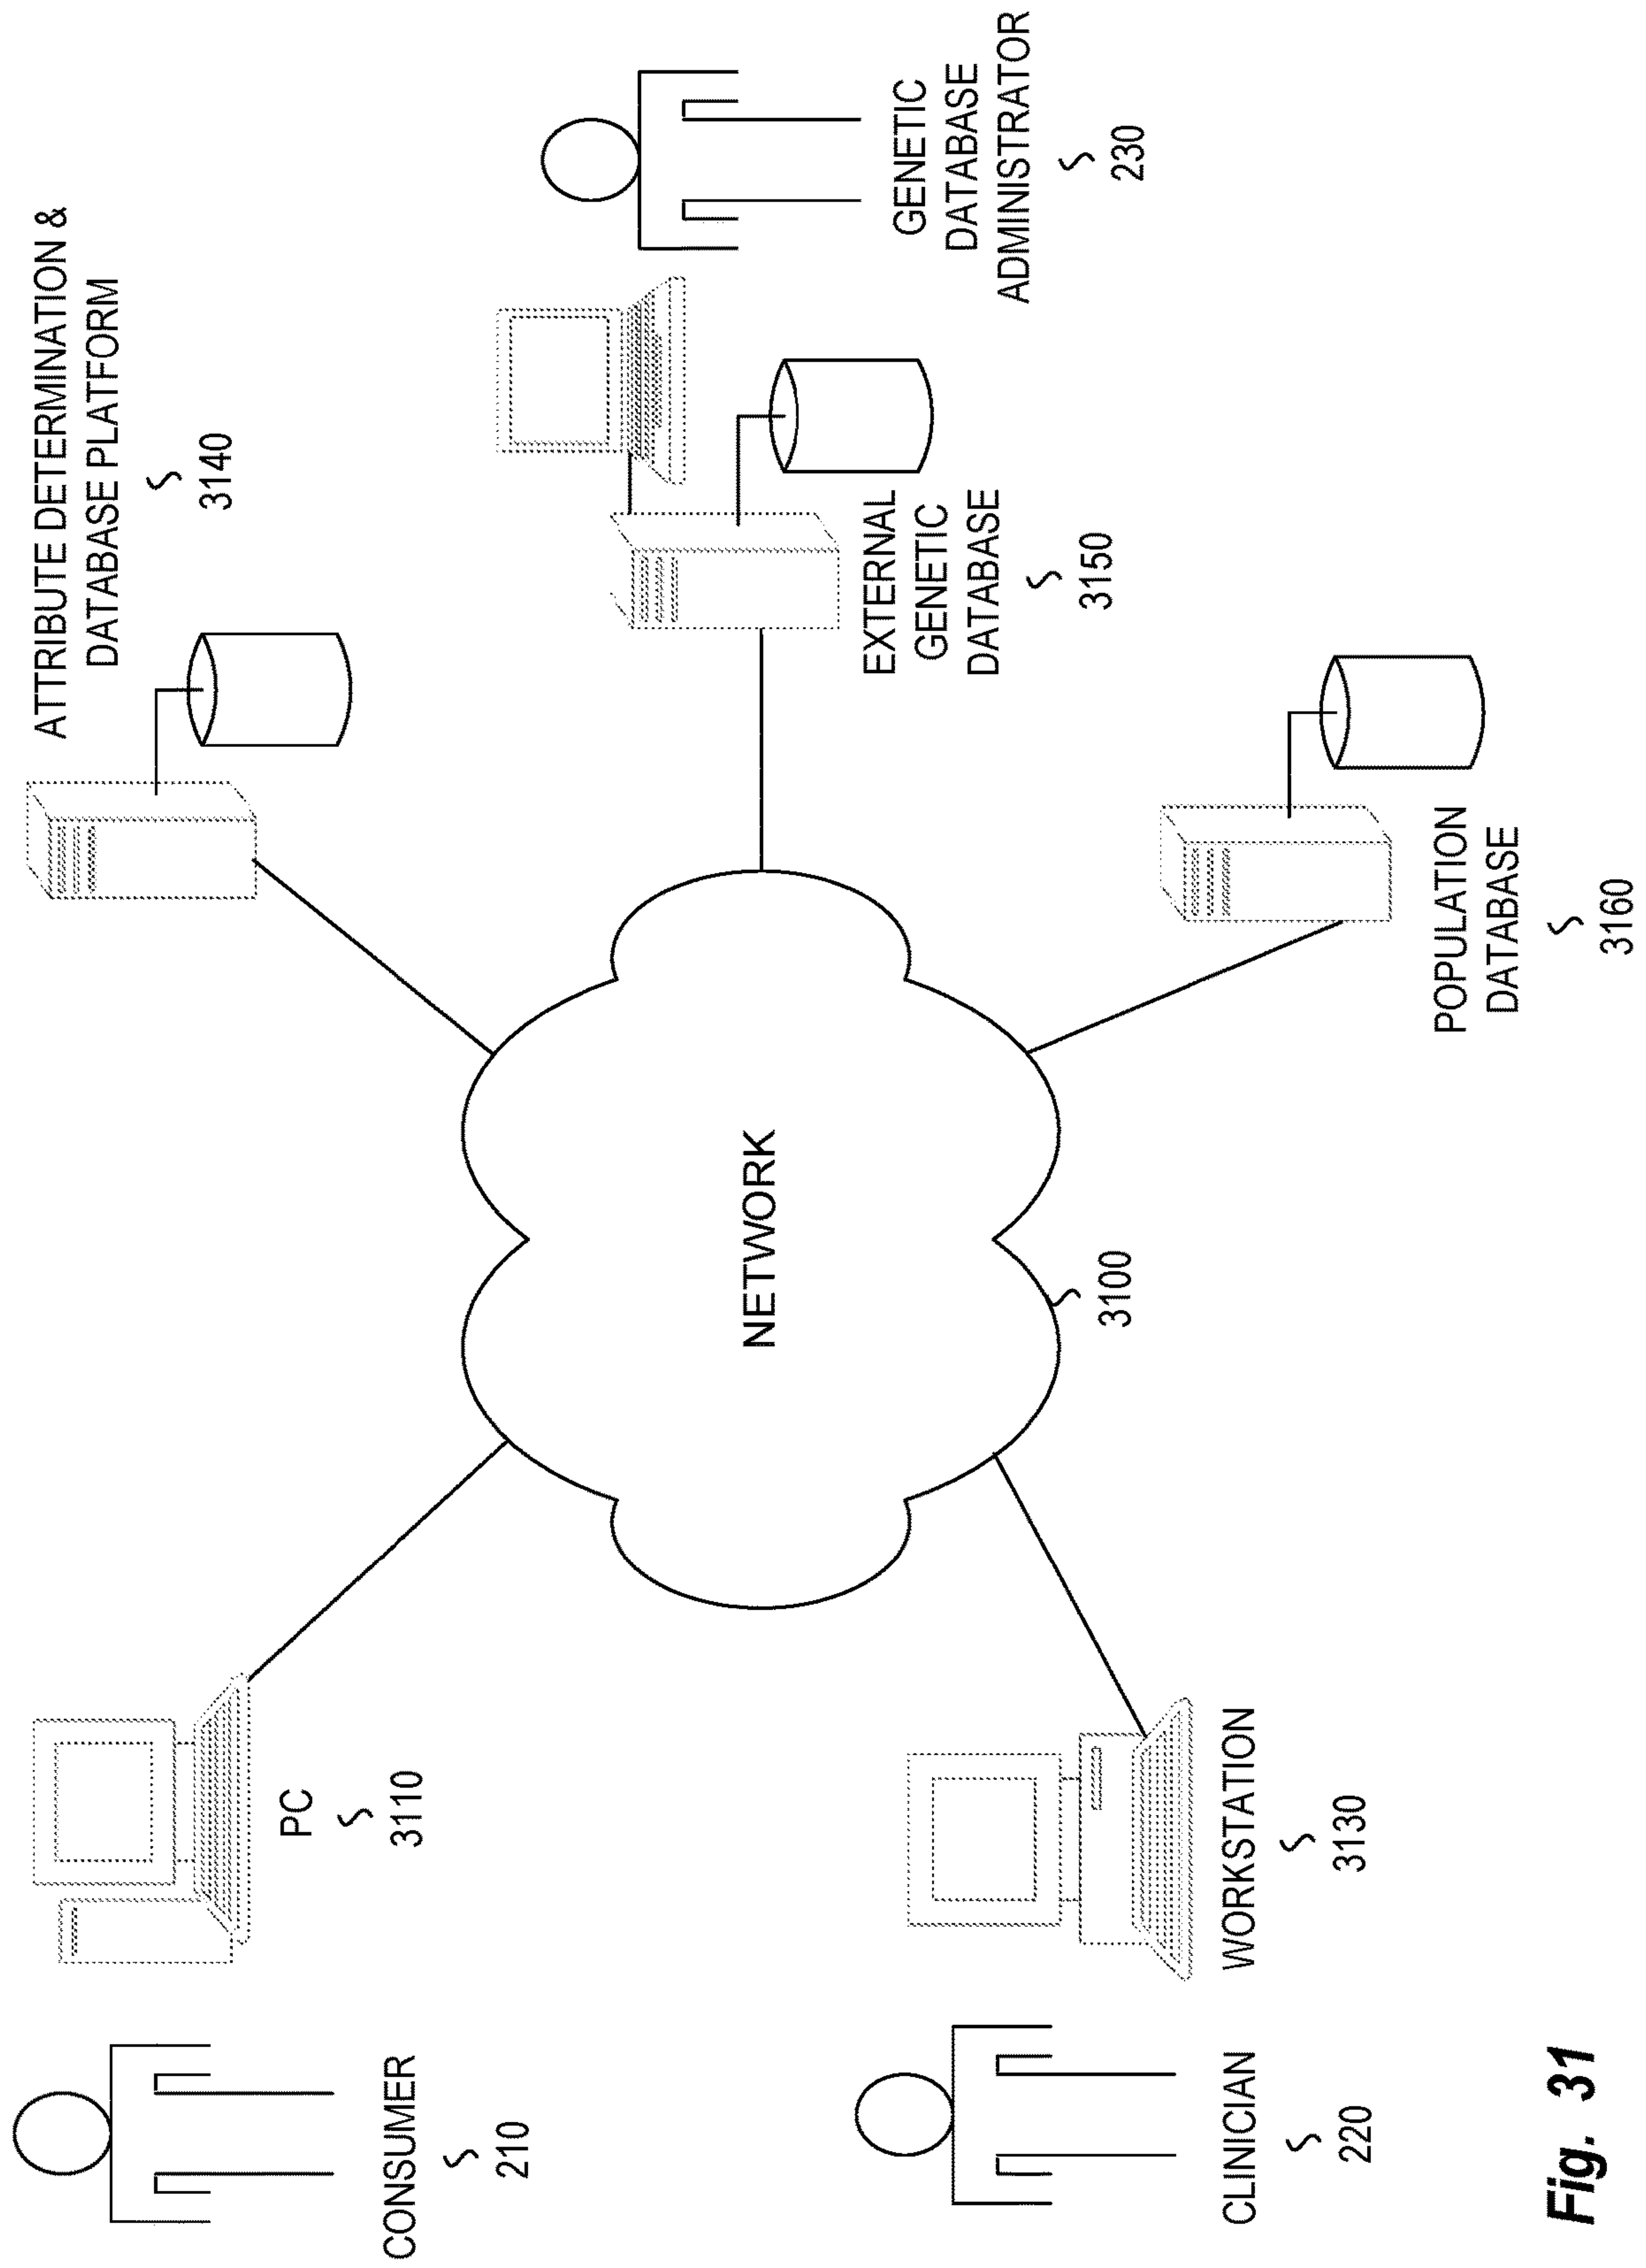 ATTRIBUTE DETERMINATION &
DATABASE PLATFORM
3140
CONSUMER
210
PC
3110
NETWORK
3100
EXTERNAL
GENETIC
DATABASE
3150
GENETIC
DATABASE
ADMINISTRATOR
230
CLINICIAN
220
WORKSTATION
3130
POPULATION
DATABASE
3160
Fig. 31